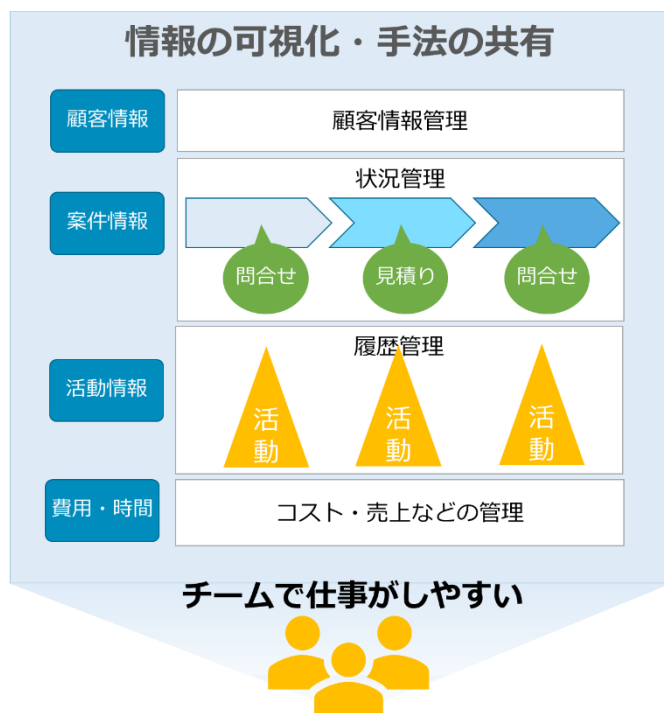 情報の可視化・手法の共有
顧客情報
顧客情報管理
案件情報
状況管理
問合せ
見積り
問合せ
活動情報
履歴管理
活動
活動
活動
費用・時間
コスト・売上などの管理
チームで仕事がしやすい